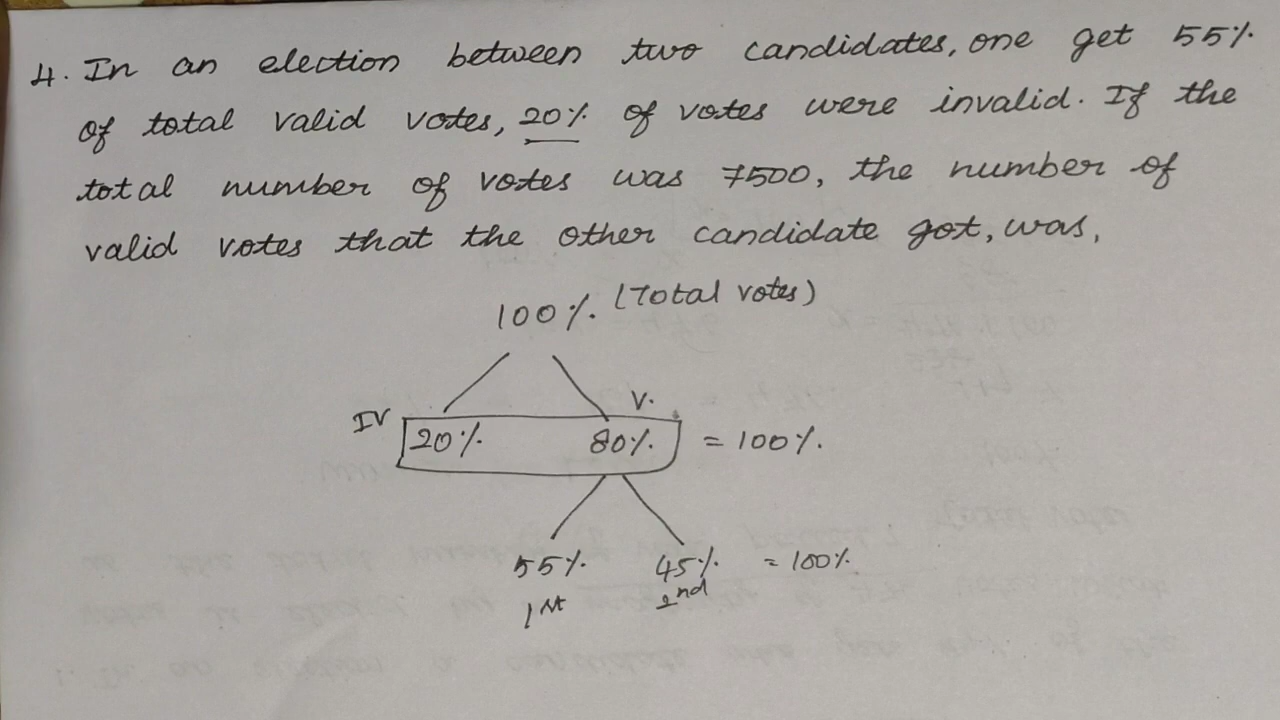 4. In an election between two candidates, one get 55%
of total valid votes, 20% of votes were invalid. If the
total number of votes was 7500, the number of
valid votes that the other candidate got, was,
100%. (Total votes)
IV V.
20%. 80%. = 100%.
55%. 45%. = 100%.
1st 2nd